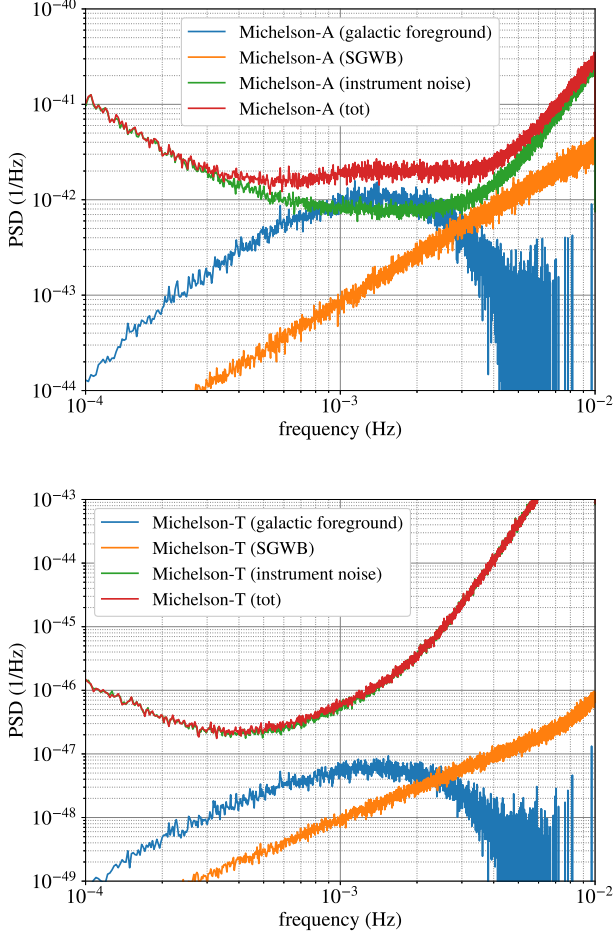 10−40
10−41
10−42
10−43
10−44
PSD (1/Hz)
Michelson-A (galactic foreground)
Michelson-A (SGWB)
Michelson-A (instrument noise)
Michelson-A (tot)
10−4 10−3 10−2
frequency (Hz)
10−43
10−44
10−45
10−46
10−47
10−48
10−49
PSD (1/Hz)
Michelson-T (galactic foreground)
Michelson-T (SGWB)
Michelson-T (instrument noise)
Michelson-T (tot)
10−4 10−3 10−2
frequency (Hz)